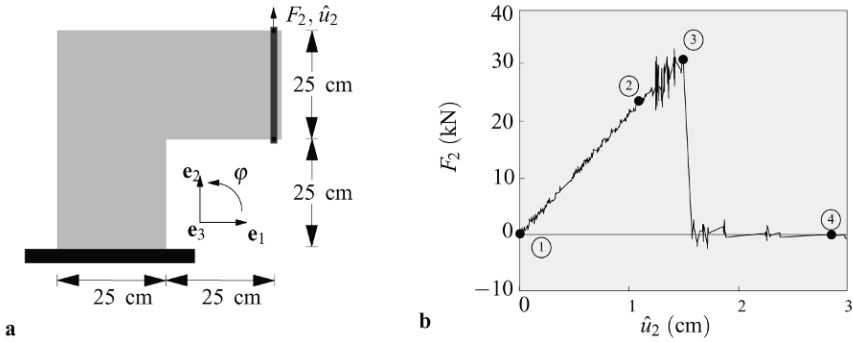 F₂, û₂
25 cm
25 cm
e₂
φ
e₃
e₁
25 cm
25 cm
a
40
30
20
10
0
−10
F₂ (kN)
1
2
3
4
0
1
2
3
û₂ (cm)
b